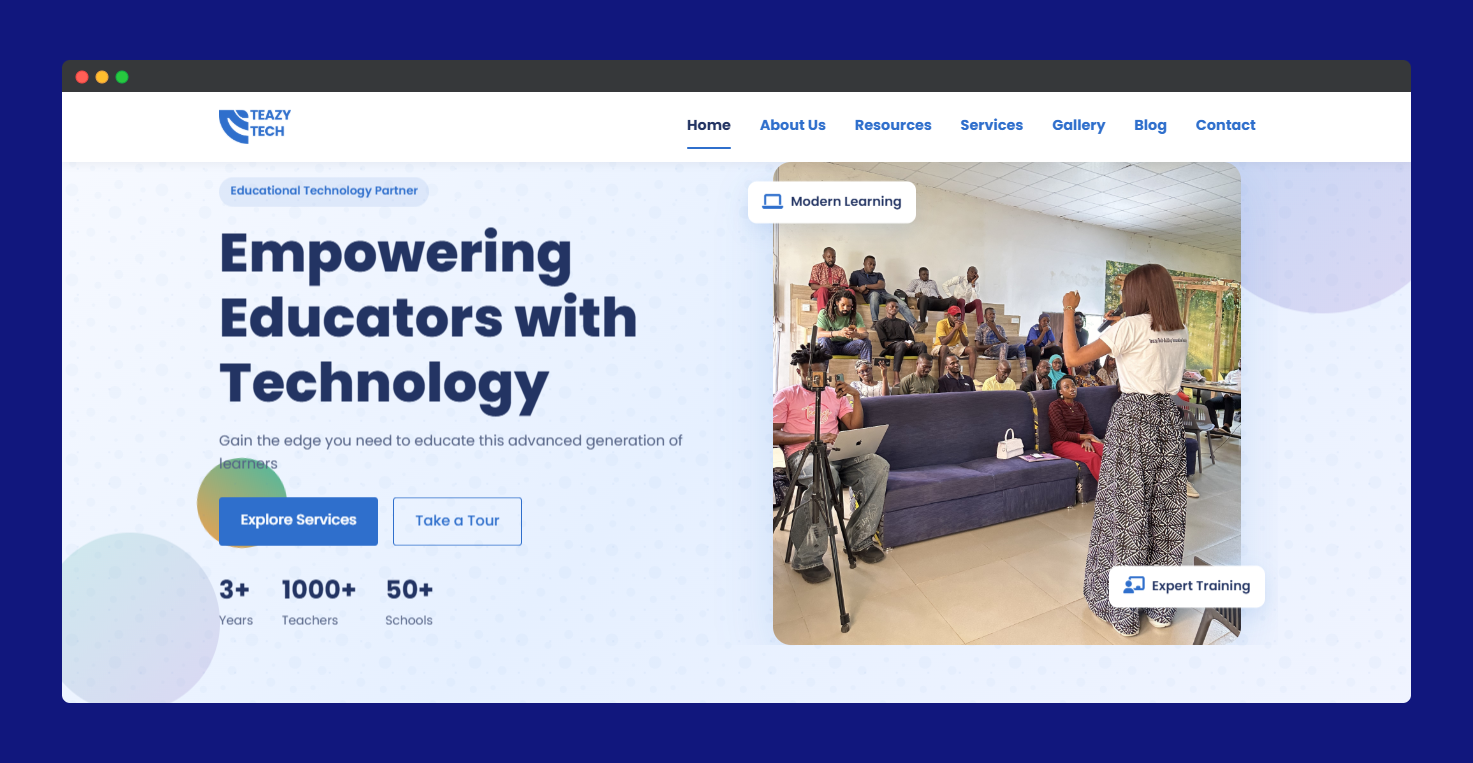 TEAZY
TECH
Home About Us Resources Services Gallery Blog Contact
Educational Technology Partner
Empowering
Educators with
Technology
Gain the edge you need to educate this advanced generation of
learners
Explore Services Take a Tour
3+ 1000+ 50+
Years Teachers Schools
Modern Learning
Expert Training